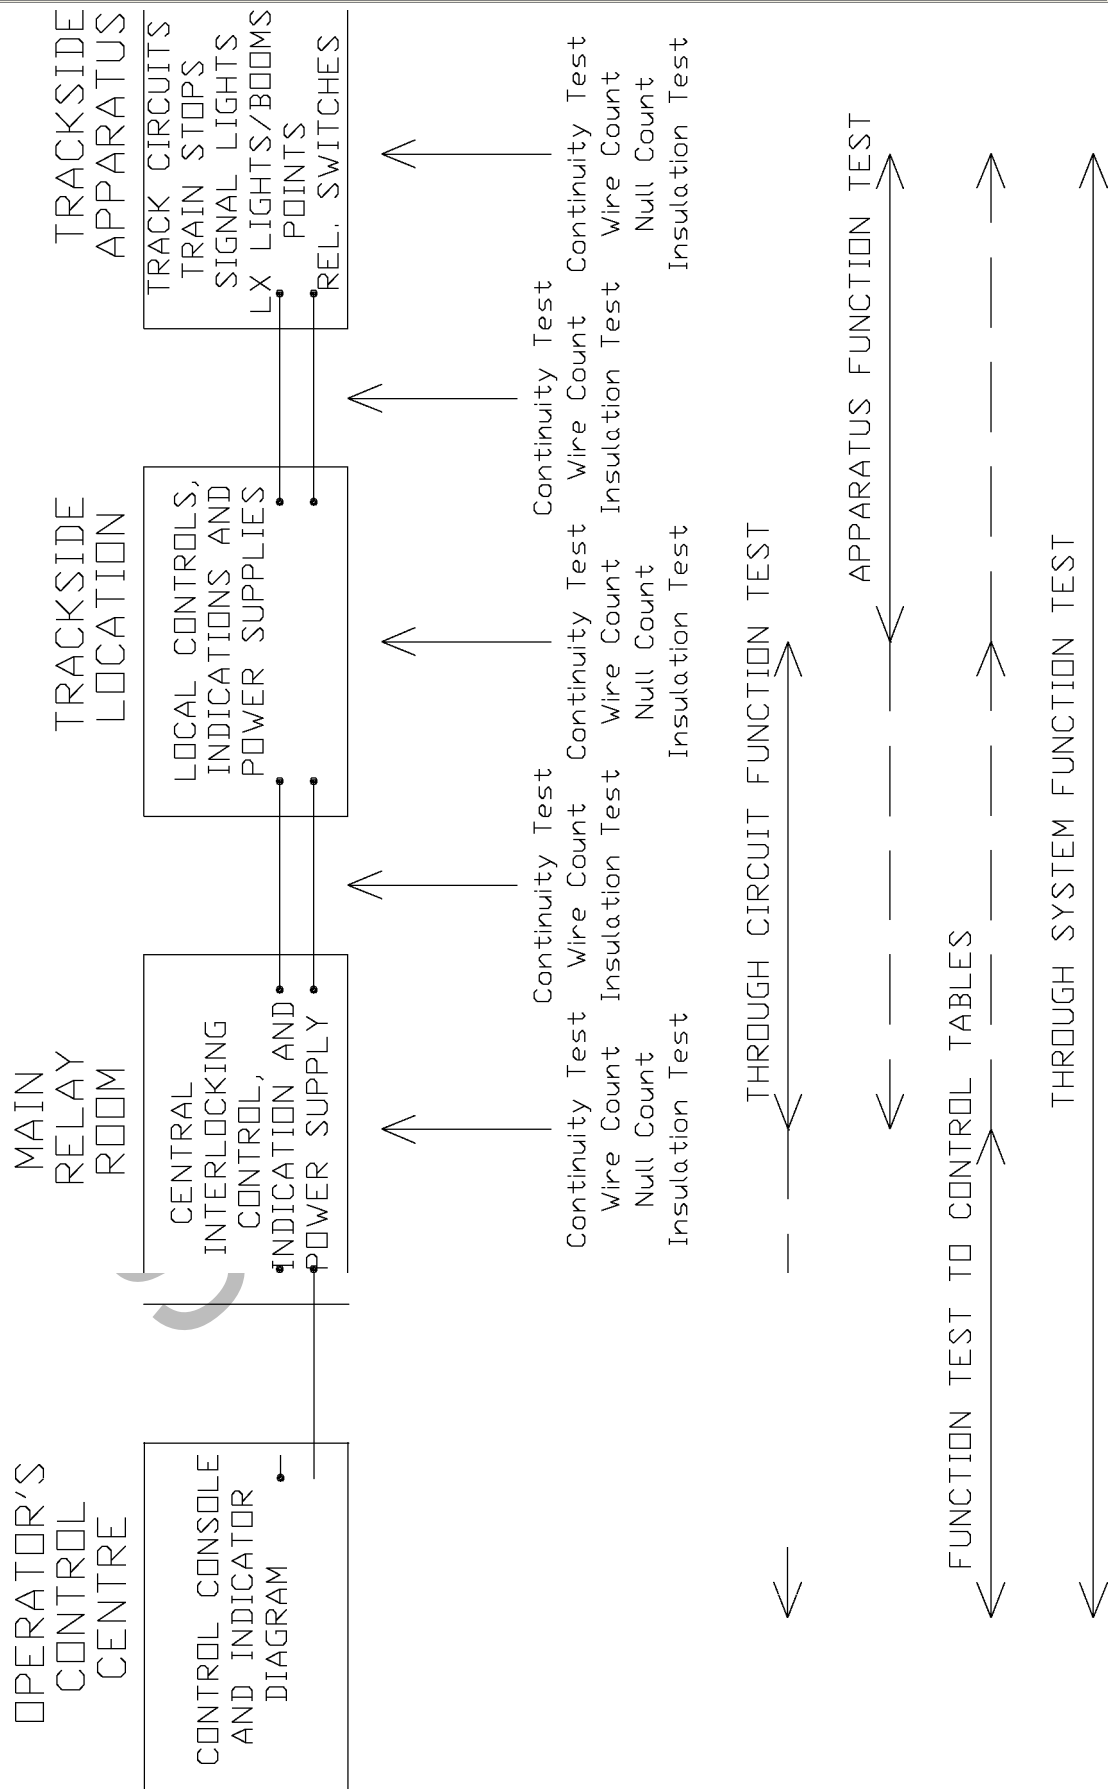 OPERATOR'S
CONTROL
CENTRE
CONTROL CONSOLE
AND INDICATOR
DIAGRAM
MAIN
RELAY
ROOM
CENTRAL
INTERLOCKING
CONTROL,
INDICATION AND
POWER SUPPLY
TRACKSIDE
LOCATION
LOCAL CONTROLS,
INDICATIONS AND
POWER SUPPLIES
TRACKSIDE
APPARATUS
TRACK CIRCUITS
TRAIN STOPS
SIGNAL LIGHTS
LX LIGHTS/BOOMS
POINTS
REL. SWITCHES
Continuity Test
Wire Count
Null Count
Insulation Test
Continuity Test
Wire Count
Insulation Test
Continuity Test
Wire Count
Null Count
Insulation Test
Continuity Test
Wire Count
Insulation Test
Continuity Test
Wire Count
Null Count
Insulation Test
THROUGH CIRCUIT FUNCTION TEST
APPARATUS FUNCTION TEST
FUNCTION TEST TO CONTROL TABLES
THROUGH SYSTEM FUNCTION TEST